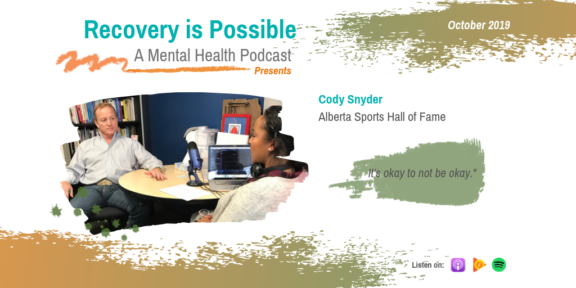 Recovery is Possible
A Mental Health Podcast
Presents
October 2019
Cody Snyder
Alberta Sports Hall of Fame
"It's okay to not be okay."
Listen on: